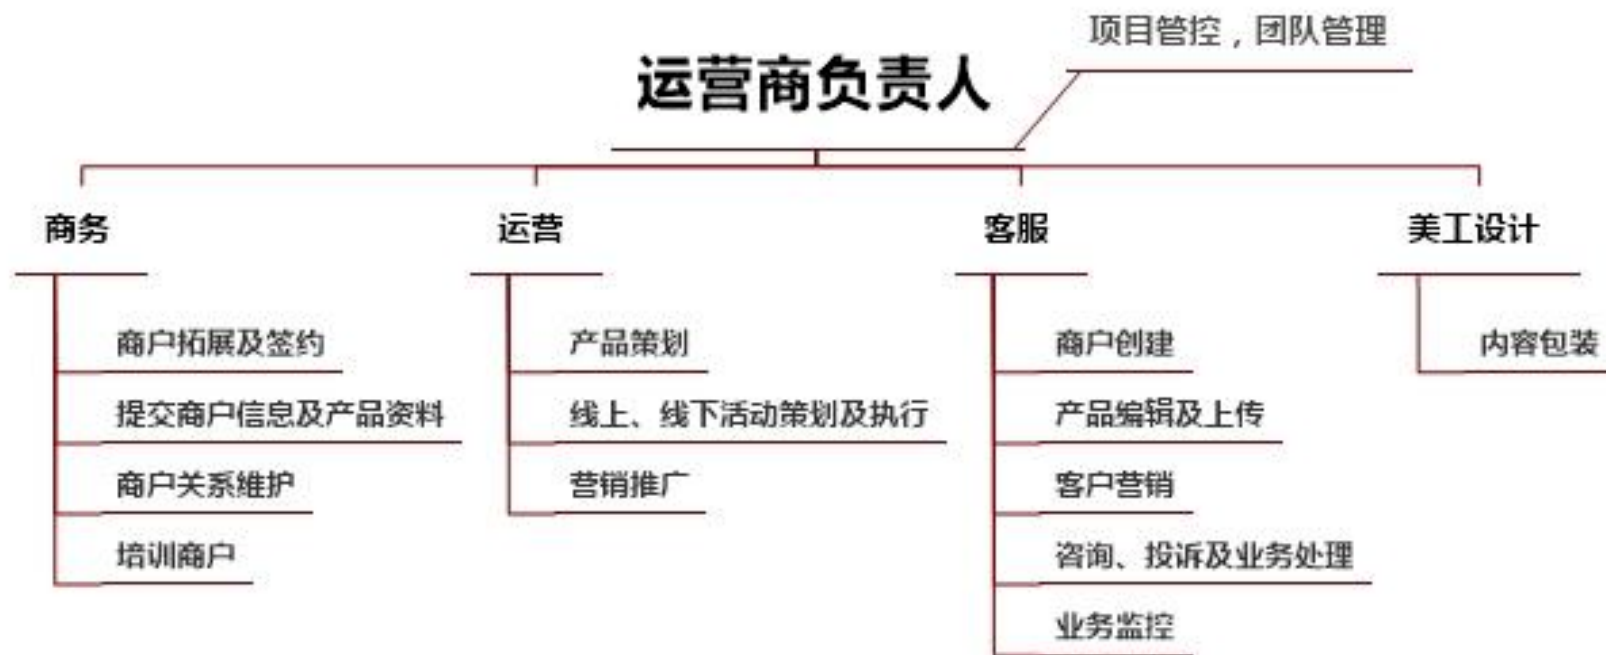 项目管控，团队管理
运营商负责人
商务
运营
客服
美工设计
商户拓展及签约
提交商户信息及产品资料
商户关系维护
培训商户
产品策划
线上、线下活动策划及执行
营销推广
商户创建
产品编辑及上传
客户营销
咨询、投诉及业务处理
业务监控
内容包装